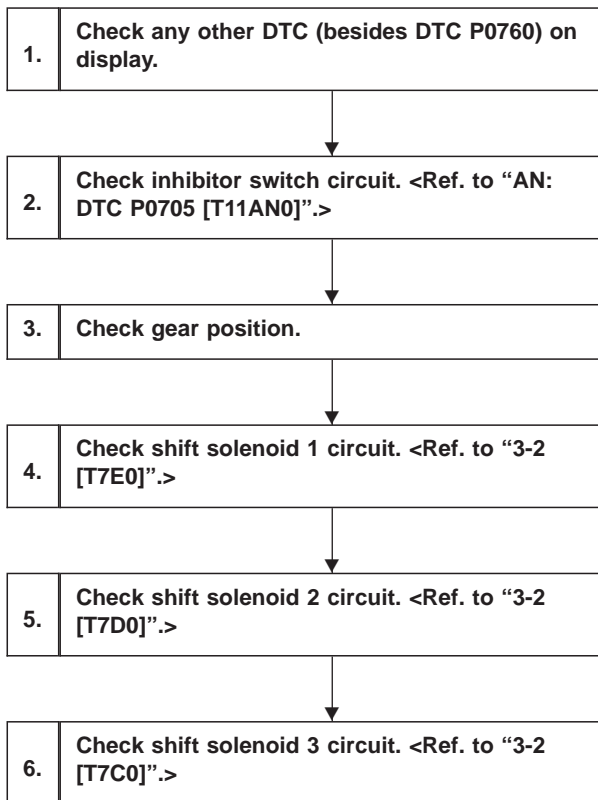 1.
Check any other DTC (besides DTC P0760) on
display.
2.
Check inhibitor switch circuit. <Ref. to “AN:
DTC P0705 [T11AN0]”.>
3.
Check gear position.
4.
Check shift solenoid 1 circuit. <Ref. to “3-2
[T7E0]”.>
5.
Check shift solenoid 2 circuit. <Ref. to “3-2
[T7D0]”.>
6.
Check shift solenoid 3 circuit. <Ref. to “3-2
[T7C0]”.>